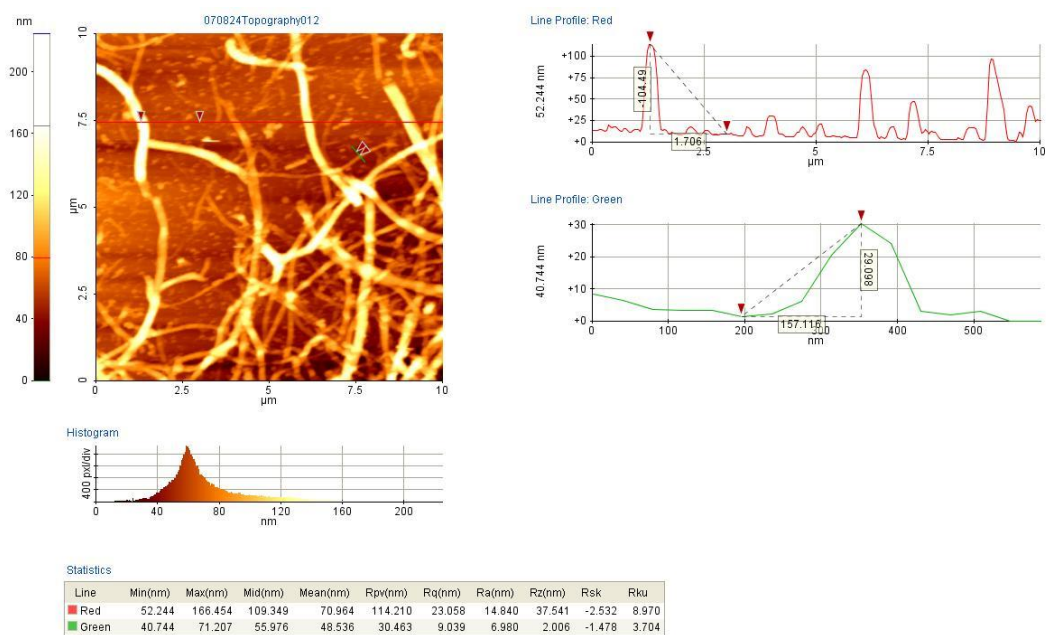 070824Topography012
nm
200
160
120
80
40
0
10
7.5
5
2.5
0
µm
0
2.5
5
7.5
10
µm
Line Profile: Red
52.244 nm
+100
+75
+50
+25
+0
-104.49
1.706
0
2.5
7.5
10
µm
Line Profile: Green
40.744 nm
+30
+20
+10
+0
29.098
157.116
0
100
200
300
400
500
nm
Histogram
400 pxl/div
0
40
80
120
160
200
nm
Statistics
Line Min(nm) Max(nm) Mid(nm) Mean(nm) Rpv(nm) Rq(nm) Ra(nm) Rz(nm) Rsk Rku
Red 52.244 166.454 109.349 70.964 114.210 23.058 14.840 37.541 -2.532 8.970
Green 40.744 71.207 55.976 48.536 30.463 9.039 6.980 2.006 -1.478 3.704